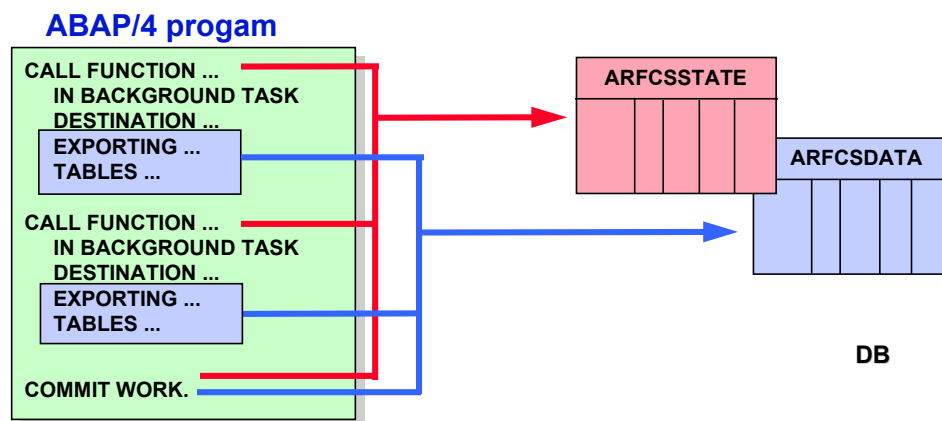 ABAP/4 progam
CALL FUNCTION ...
IN BACKGROUND TASK
DESTINATION ...
EXPORTING ...
TABLES ...
CALL FUNCTION ...
IN BACKGROUND TASK
DESTINATION ...
EXPORTING ...
TABLES ...
COMMIT WORK.
ARFCSSTATE
ARFCSDATA
DB